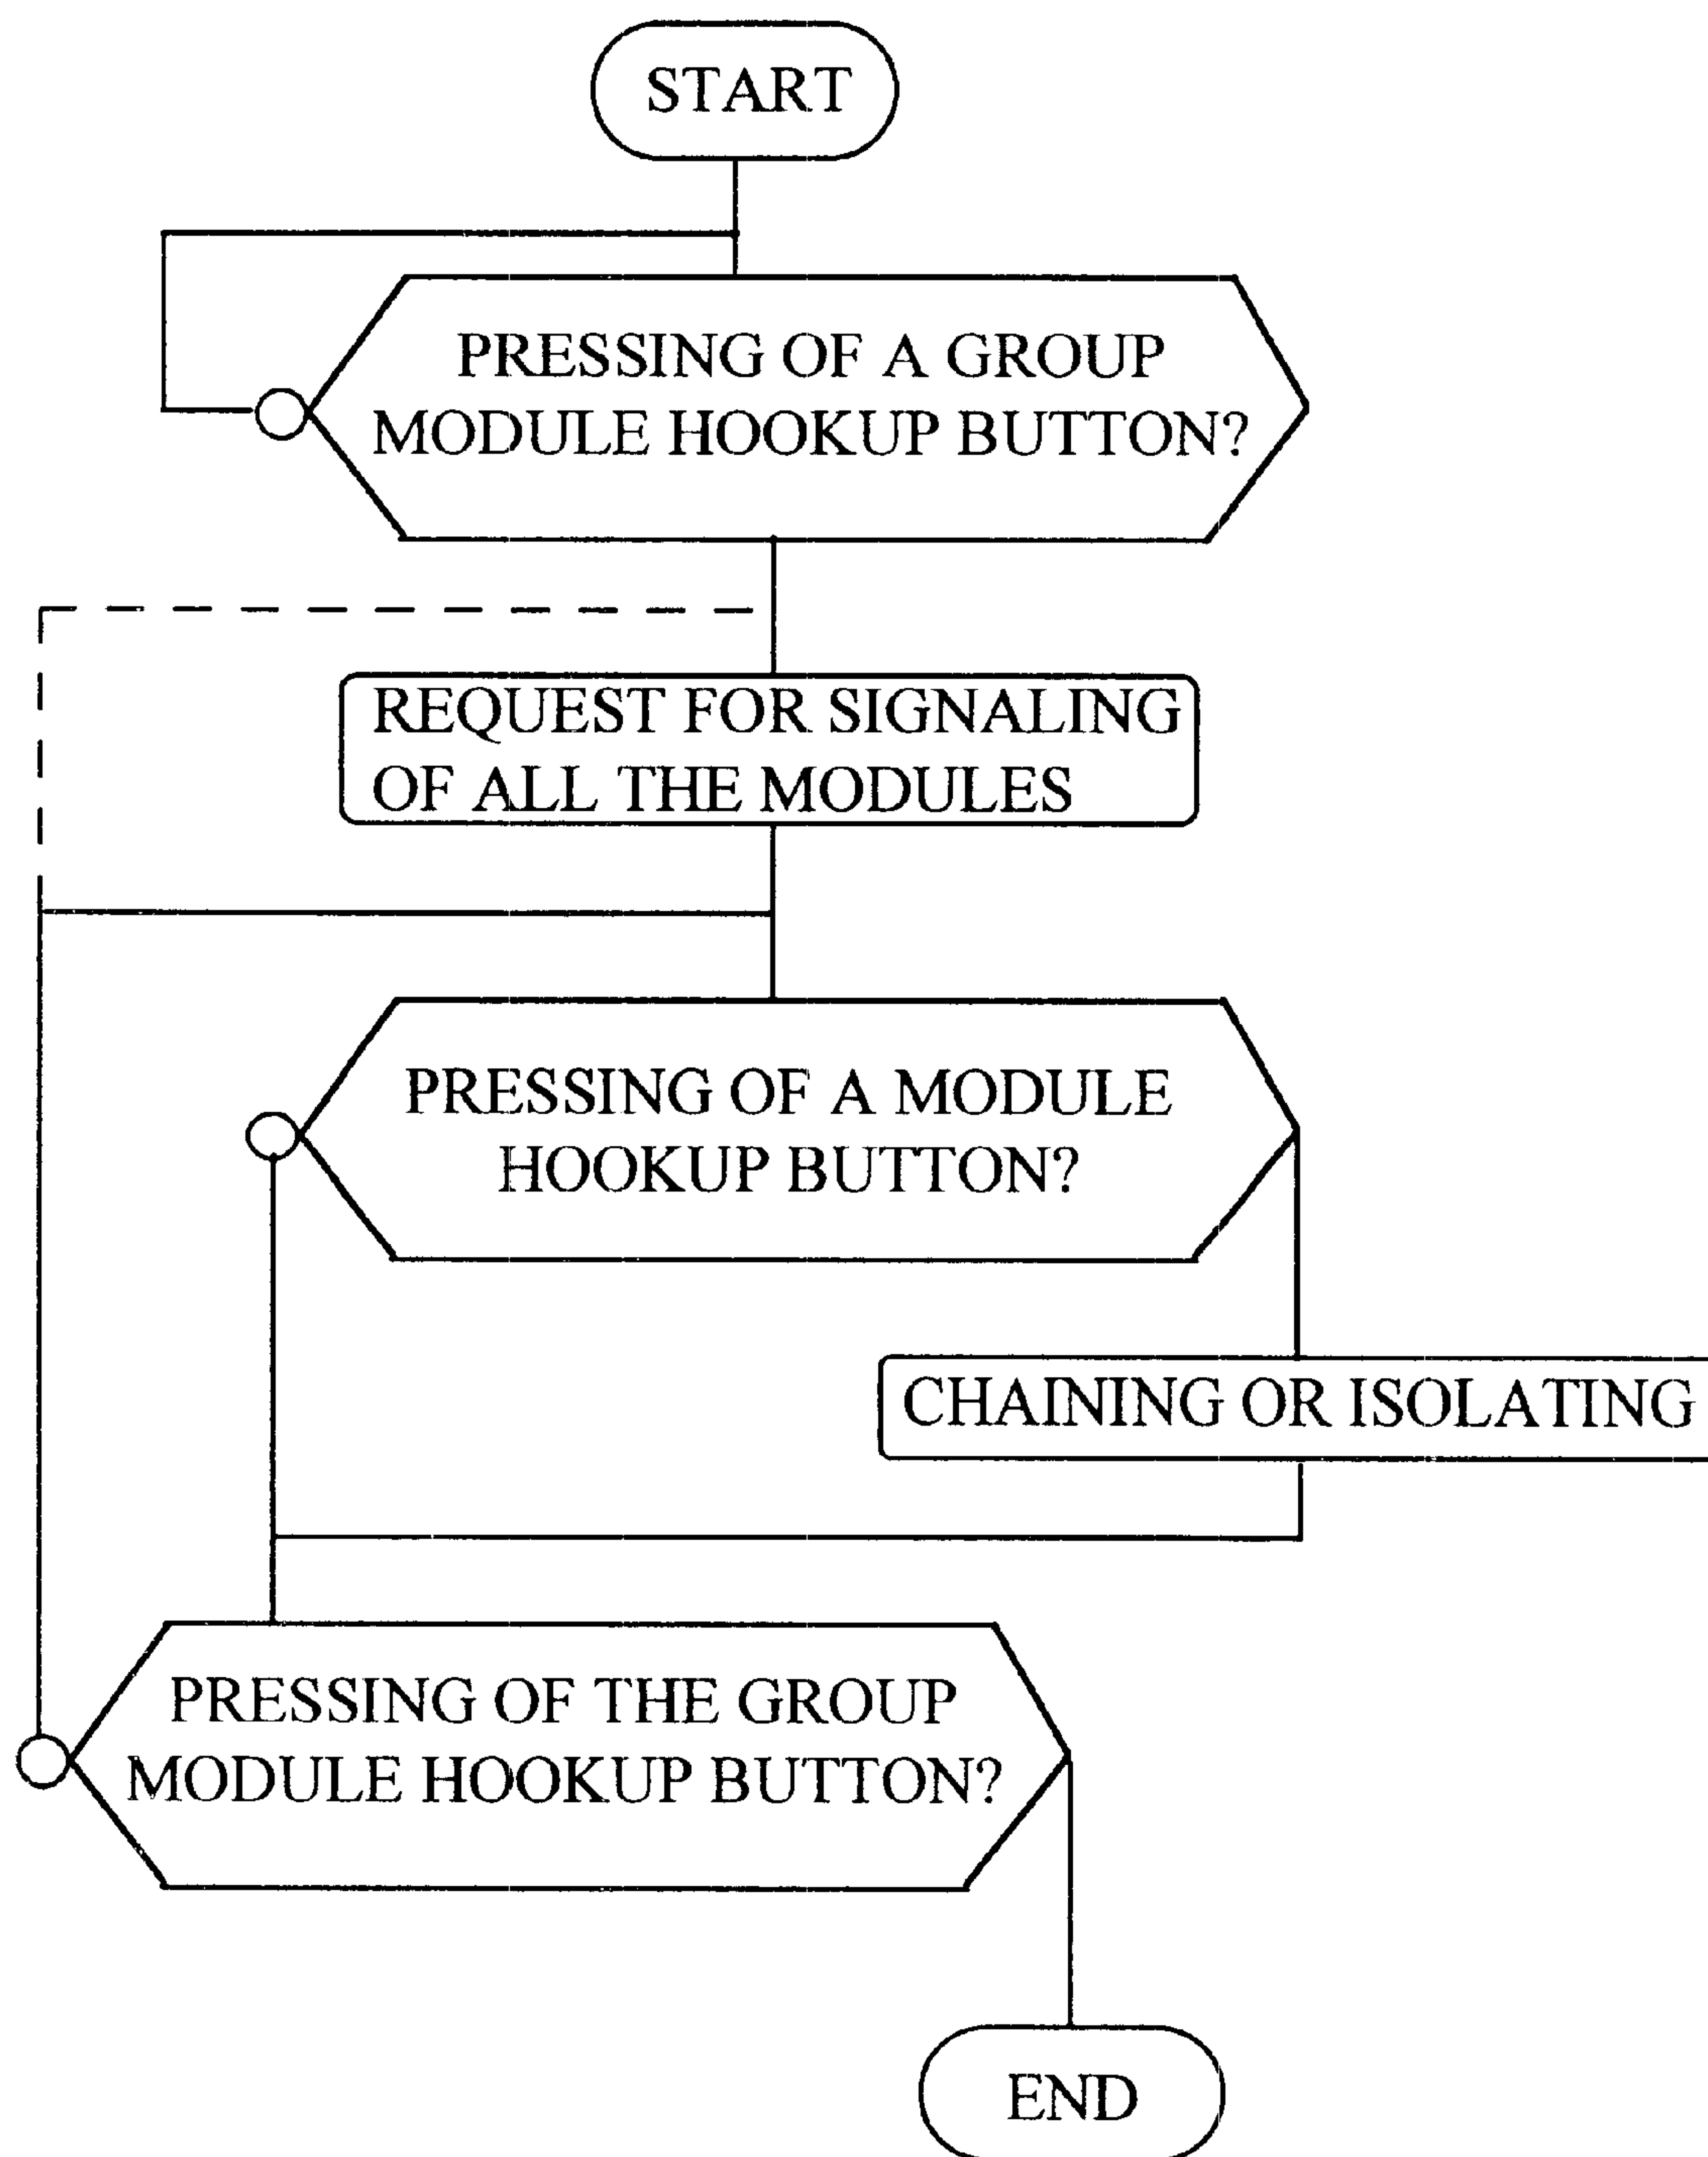 START
PRESSING OF A GROUP
MODULE HOOKUP BUTTON?
REQUEST FOR SIGNALING
OF ALL THE MODULES
PRESSING OF A MODULE
HOOKUP BUTTON?
CHAINING OR ISOLATING
PRESSING OF THE GROUP
MODULE HOOKUP BUTTON?
END